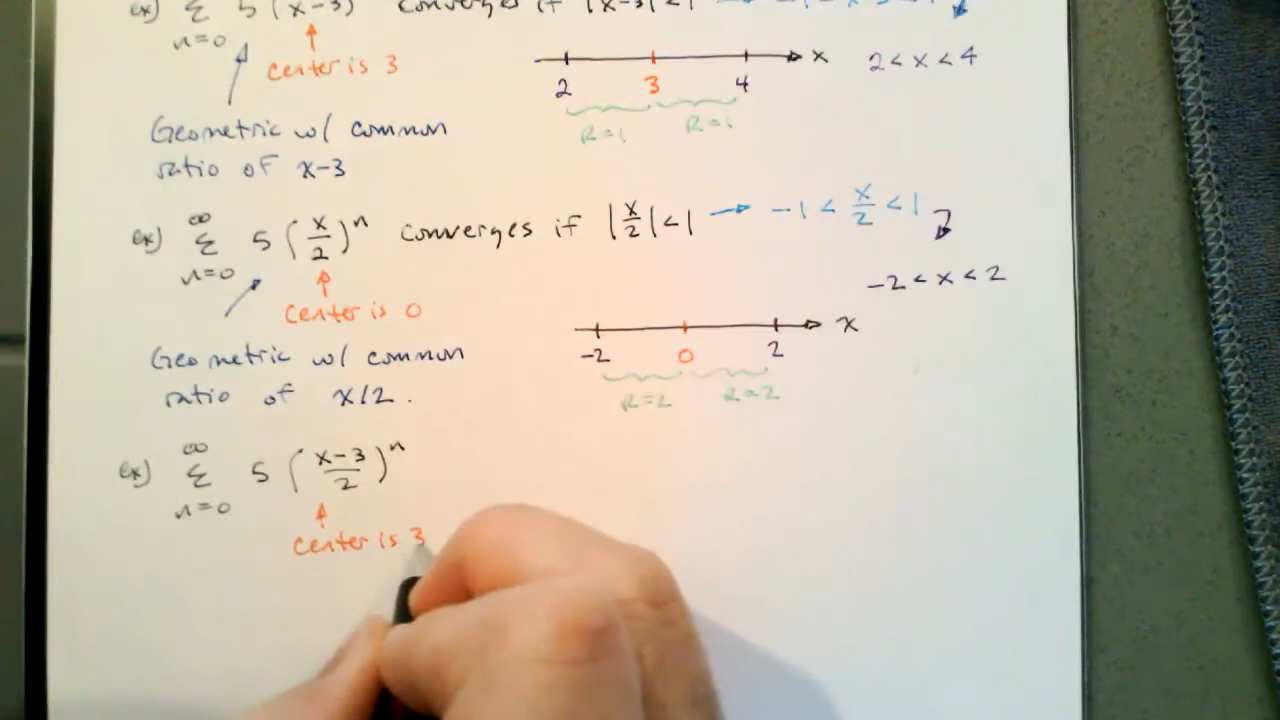 ex) ∞ Σ n=0 5 (x-3) converges if |x-3|<1 → -1<x-3<1
center is 3
2 3 4 x 2<x<4
R=1 R=1
Geometric w/ common
ratio of x-3
ex) ∞ Σ n=0 5 (x/2)^n converges if |x/2|<1 → -1 < x/2 < 1
-2 < x < 2
center is 0
-2 0 2 x
R=2 R=2
Geometric w/ common
ratio of x/2.
ex) ∞ Σ n=0 5 ((x-3)/2)^n
center is 3